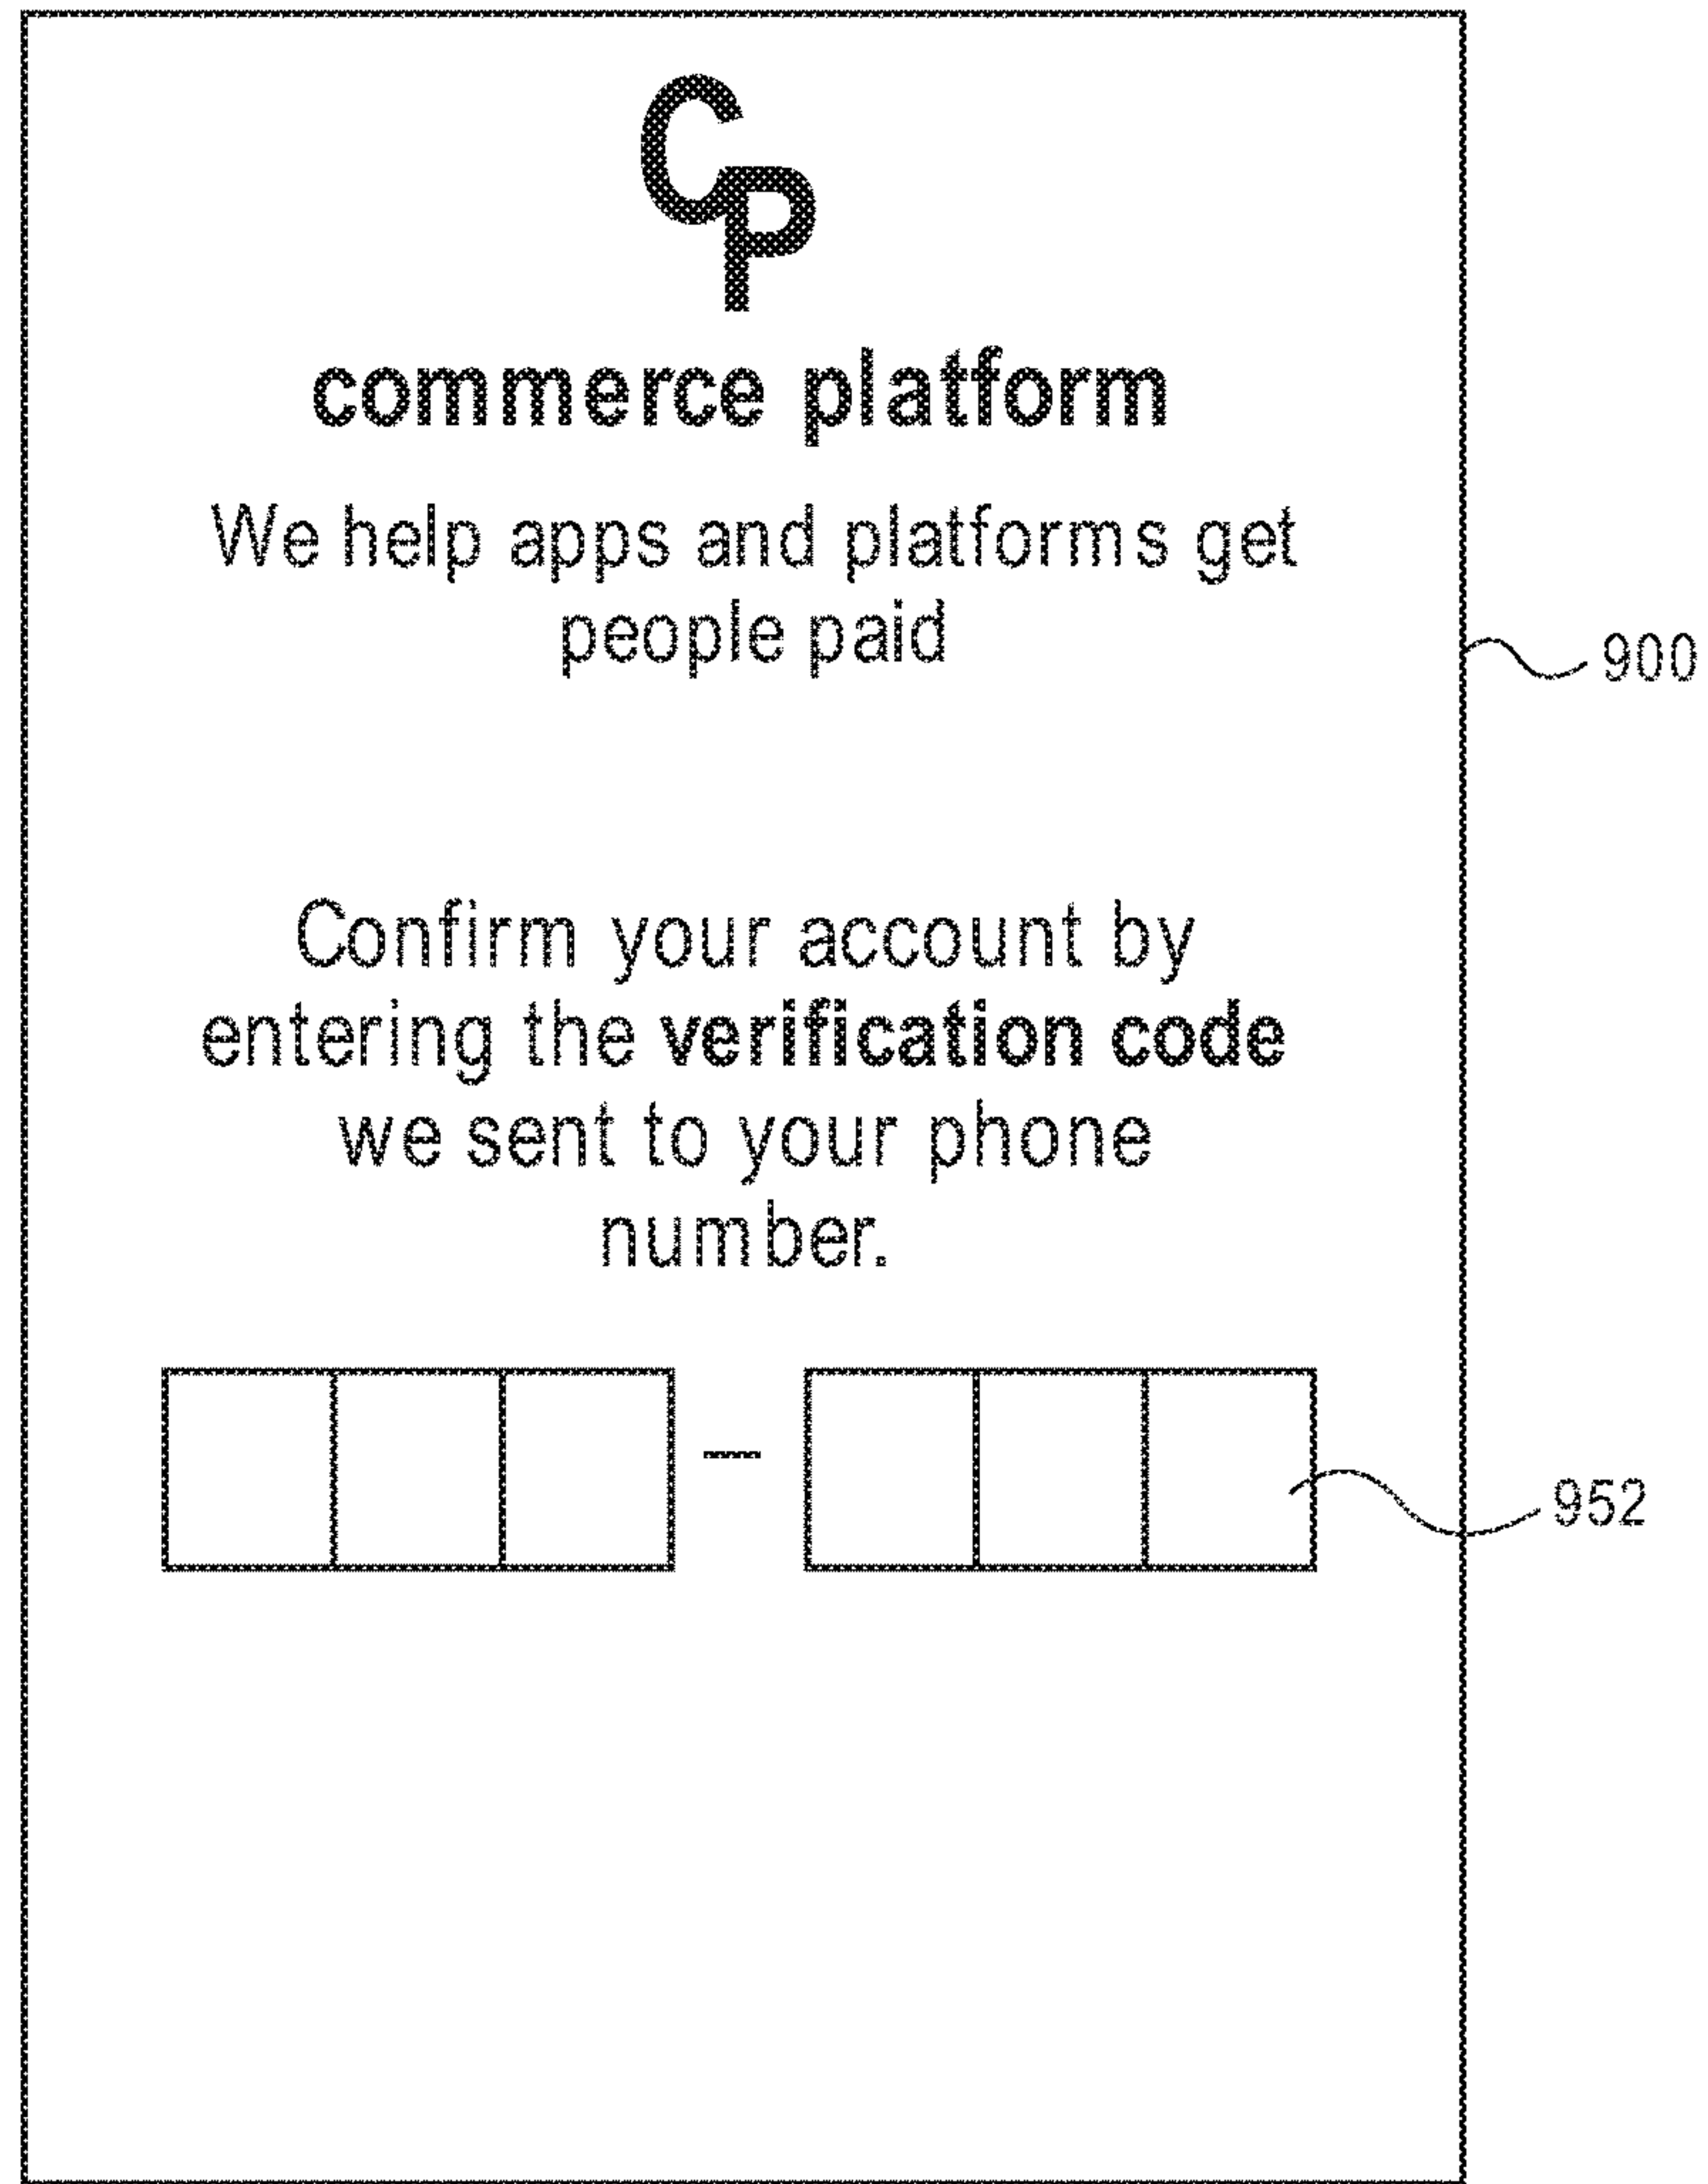 CP
commerce platform
We help apps and platforms get
people paid
900
Confirm your account by
entering the verification code
we sent to your phone
number.
–
952